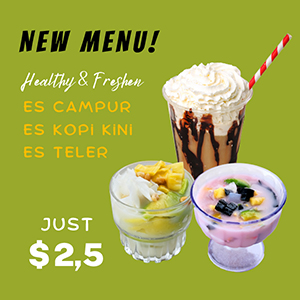 NEW MENU!
Healthy & Freshen
ES CAMPUR
ES KOPI KINI
ES TELER
JUST
$2,5